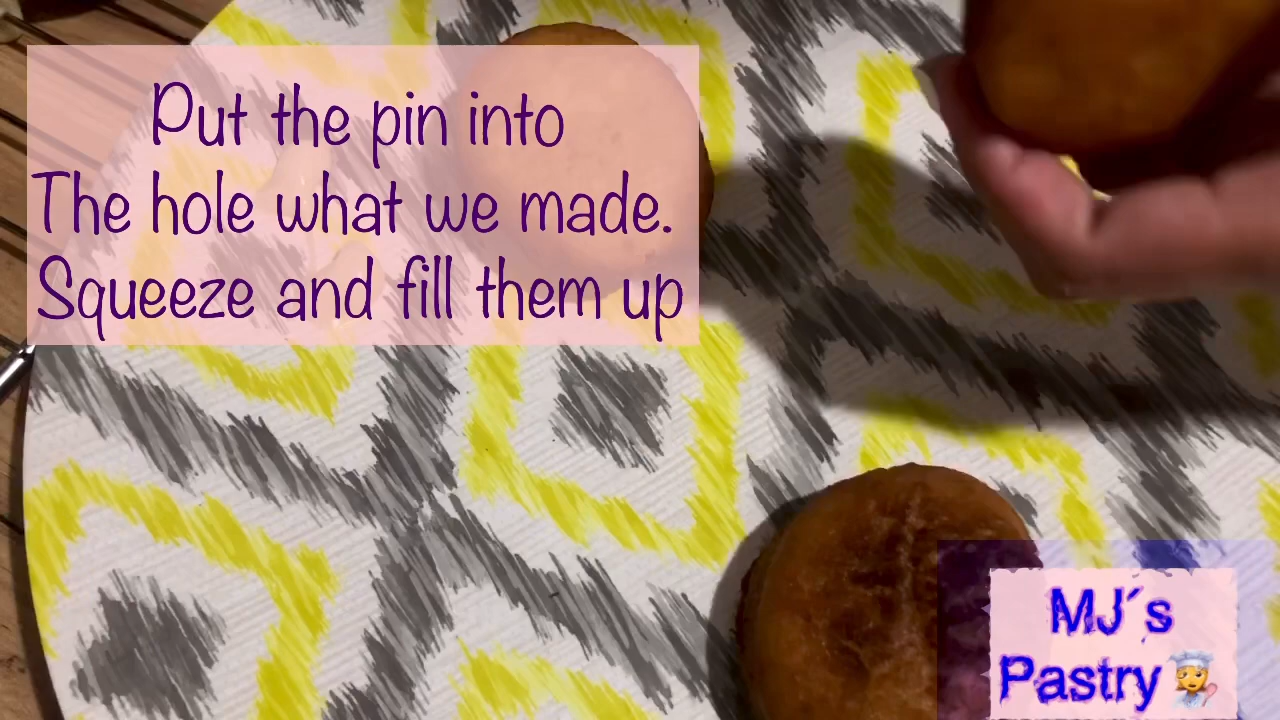 Put the pin into
The hole what we made.
Squeeze and fill them up
MJ´s
Pastry